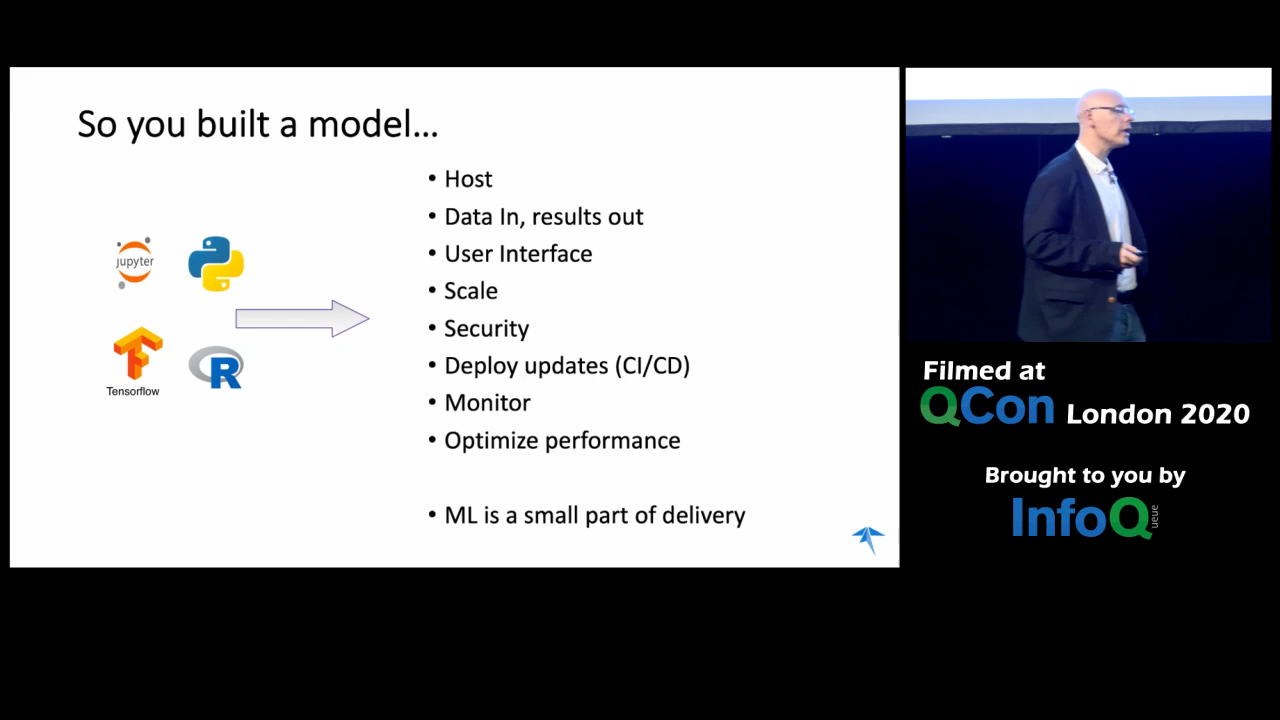 So you built a model...
• Host
• Data In, results out
• User Interface
• Scale
• Security
• Deploy updates (CI/CD)
• Monitor
• Optimize performance
• ML is a small part of delivery
jupyter
Tensorflow
R
Filmed at
QCon London 2020
Brought to you by
InfoQueue